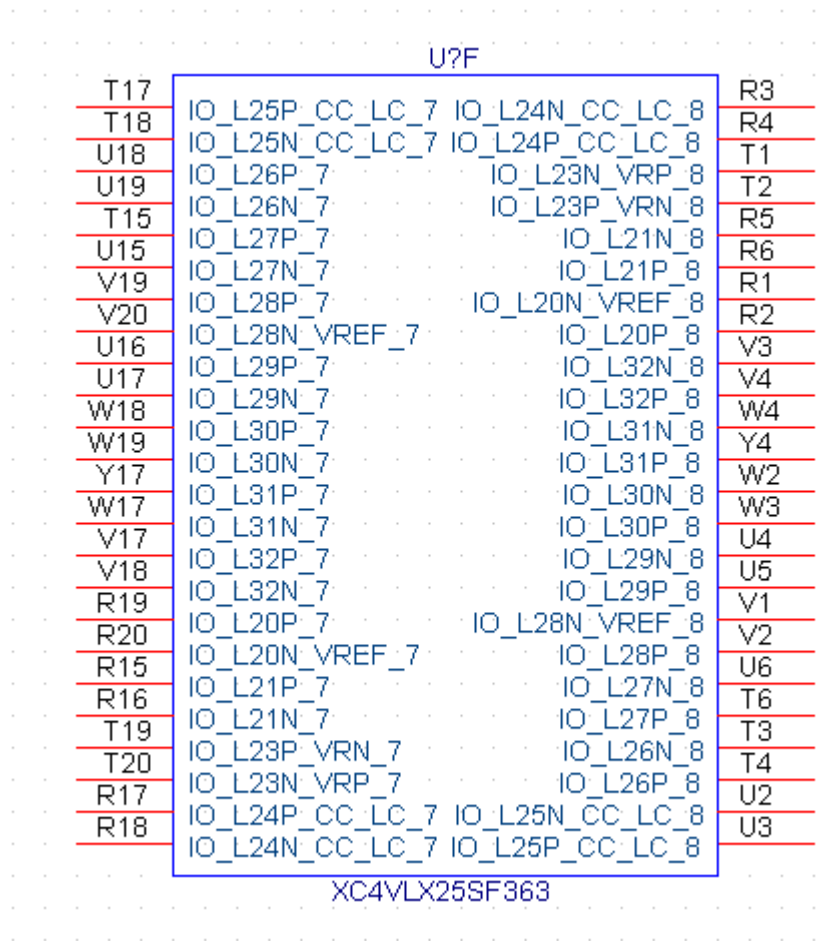 U?F
T17 IO_L25P_CC_LC_7 IO_L24N_CC_LC_8 R3
T18 IO_L25N_CC_LC_7 IO_L24P_CC_LC_8 R4
U18 IO_L26P_7 IO_L23N_VRP_8 T1
U19 IO_L26N_7 IO_L23P_VRN_8 T2
T15 IO_L27P_7 IO_L21N_8 R5
U15 IO_L27N_7 IO_L21P_8 R6
V19 IO_L28P_7 IO_L20N_VREF_8 R1
V20 IO_L28N_VREF_7 IO_L20P_8 R2
U16 IO_L29P_7 IO_L32N_8 V3
U17 IO_L29N_7 IO_L32P_8 V4
W18 IO_L30P_7 IO_L31N_8 W4
W19 IO_L30N_7 IO_L31P_8 Y4
Y17 IO_L31P_7 IO_L30N_8 W2
W17 IO_L31N_7 IO_L30P_8 W3
V17 IO_L32P_7 IO_L29N_8 U4
V18 IO_L32N_7 IO_L29P_8 U5
R19 IO_L20P_7 IO_L28N_VREF_8 V1
R20 IO_L20N_VREF_7 IO_L28P_8 V2
R15 IO_L21P_7 IO_L27N_8 U6
R16 IO_L21N_7 IO_L27P_8 T6
T19 IO_L23P_VRN_7 IO_L26N_8 T3
T20 IO_L23N_VRP_7 IO_L26P_8 T4
R17 IO_L24P_CC_LC_7 IO_L25N_CC_LC_8 U2
R18 IO_L24N_CC_LC_7 IO_L25P_CC_LC_8 U3
XC4VLX25SF363